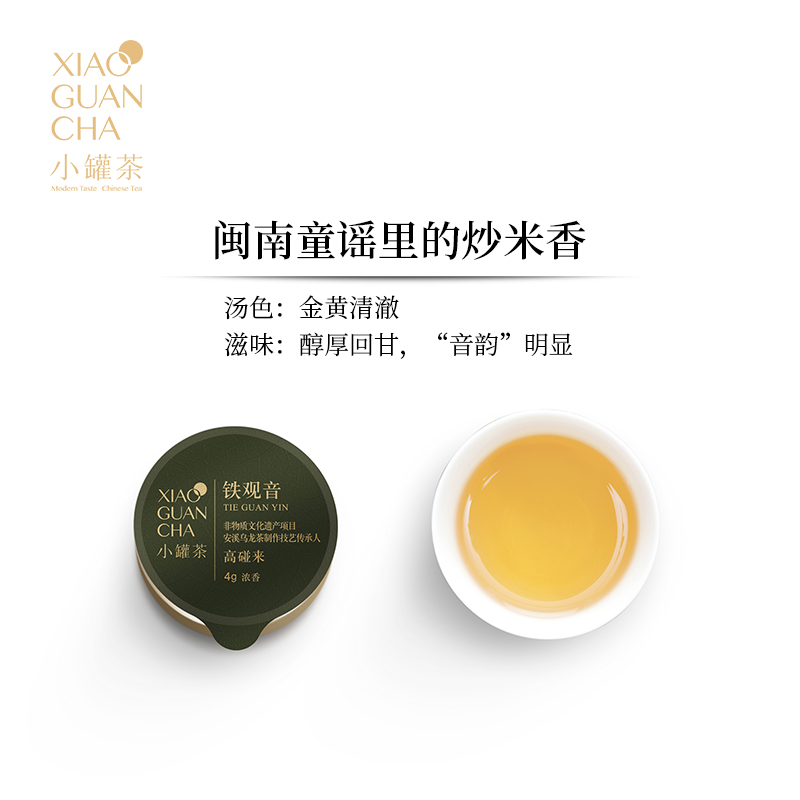 XIAO
GUAN
CHA
小罐茶
Modern Taste Chinese Tea
闽南童谣里的炒米香
汤色：金黄清澈
滋味：醇厚回甘，“音韵”明显
XIAO
GUAN
CHA
小罐茶
铁观音
TIE GUAN YIN
非物质文化遗产项目
安溪乌龙茶制作技艺传承人
高碰来
4g 浓香